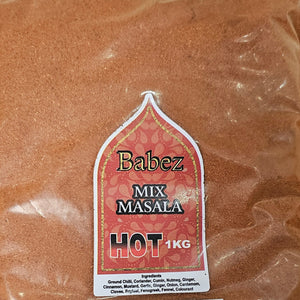 Babez
MIX
MASALA
HOT 1KG
Ingredients
Ground Chilli, Coriander, Cumin, Nutmeg, Ginger,
Cinnamon, Mustard, Garlic, Ginger, Onion, Cardamom,
Cloves, Fenugreek, Fennel,